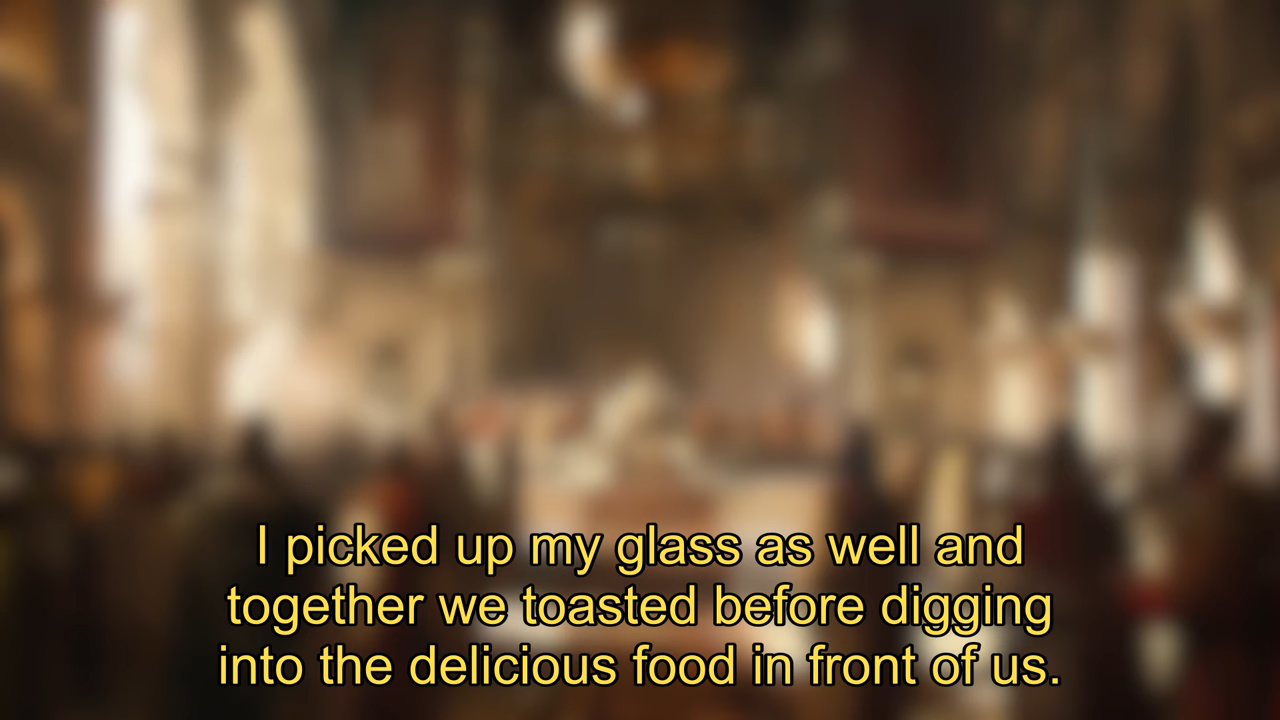 I picked up my glass as well and
together we toasted before digging
into the delicious food in front of us.